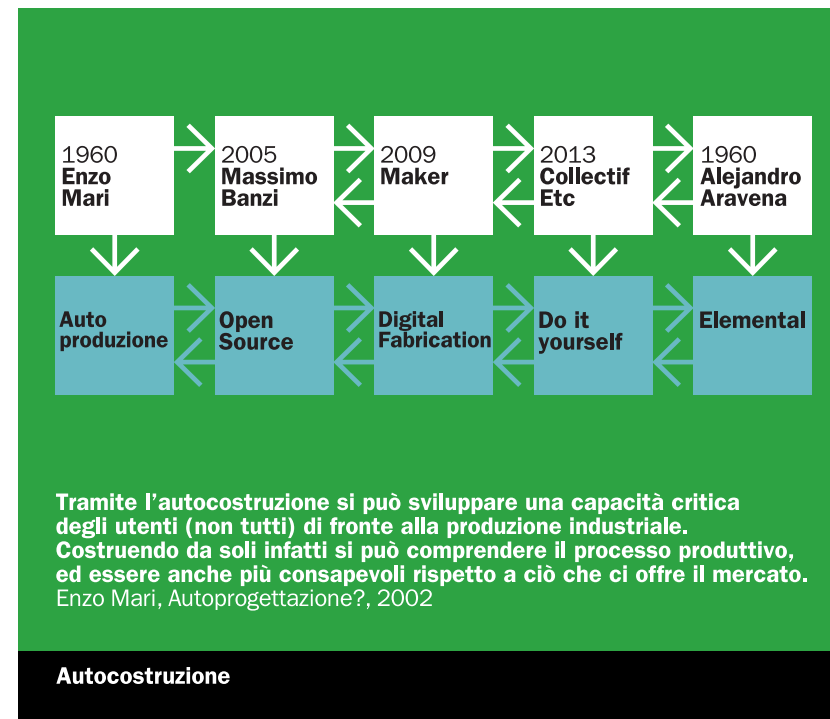 1960
Enzo
Mari
2005
Massimo
Banzi
2009
Maker
2013
Collectif
Etc
1960
Alejandro
Aravena
Auto
produzione
Open
Source
Digital
Fabrication
Do it
yourself
Elemental
Tramite l’autocostruzione si può sviluppare una capacità critica
degli utenti (non tutti) di fronte alla produzione industriale.
Costruendo da soli infatti si può comprendere il processo produttivo,
ed essere anche più consapevoli rispetto a ciò che ci offre il mercato.
Enzo Mari, Autoprogettazione?, 2002
Autocostruzione